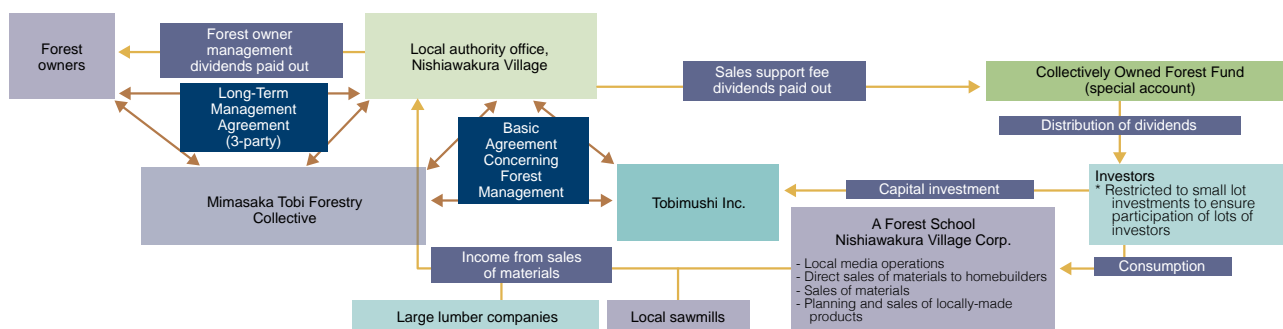 Forest
owners
Forest owner
management
dividends paid out
Local authority office,
Nishiawakura Village
Sales support fee
dividends paid out
Collectively Owned Forest Fund
(special account)
Long-Term
Management
Agreement
(3-party)
Basic
Agreement
Concerning
Forest
Management
Distribution of dividends
Mimasaka Tobi Forestry
Collective
Tobimushi Inc.
Capital investment
Investors
* Restricted to small lot
investments to ensure
participation of lots of
investors
A Forest School
Nishiawakura Village Corp.
- Local media operations
- Direct sales of materials to homebuilders
- Sales of materials
- Planning and sales of locally-made
products
Consumption
Income from sales
of materials
Large lumber companies
Local sawmills